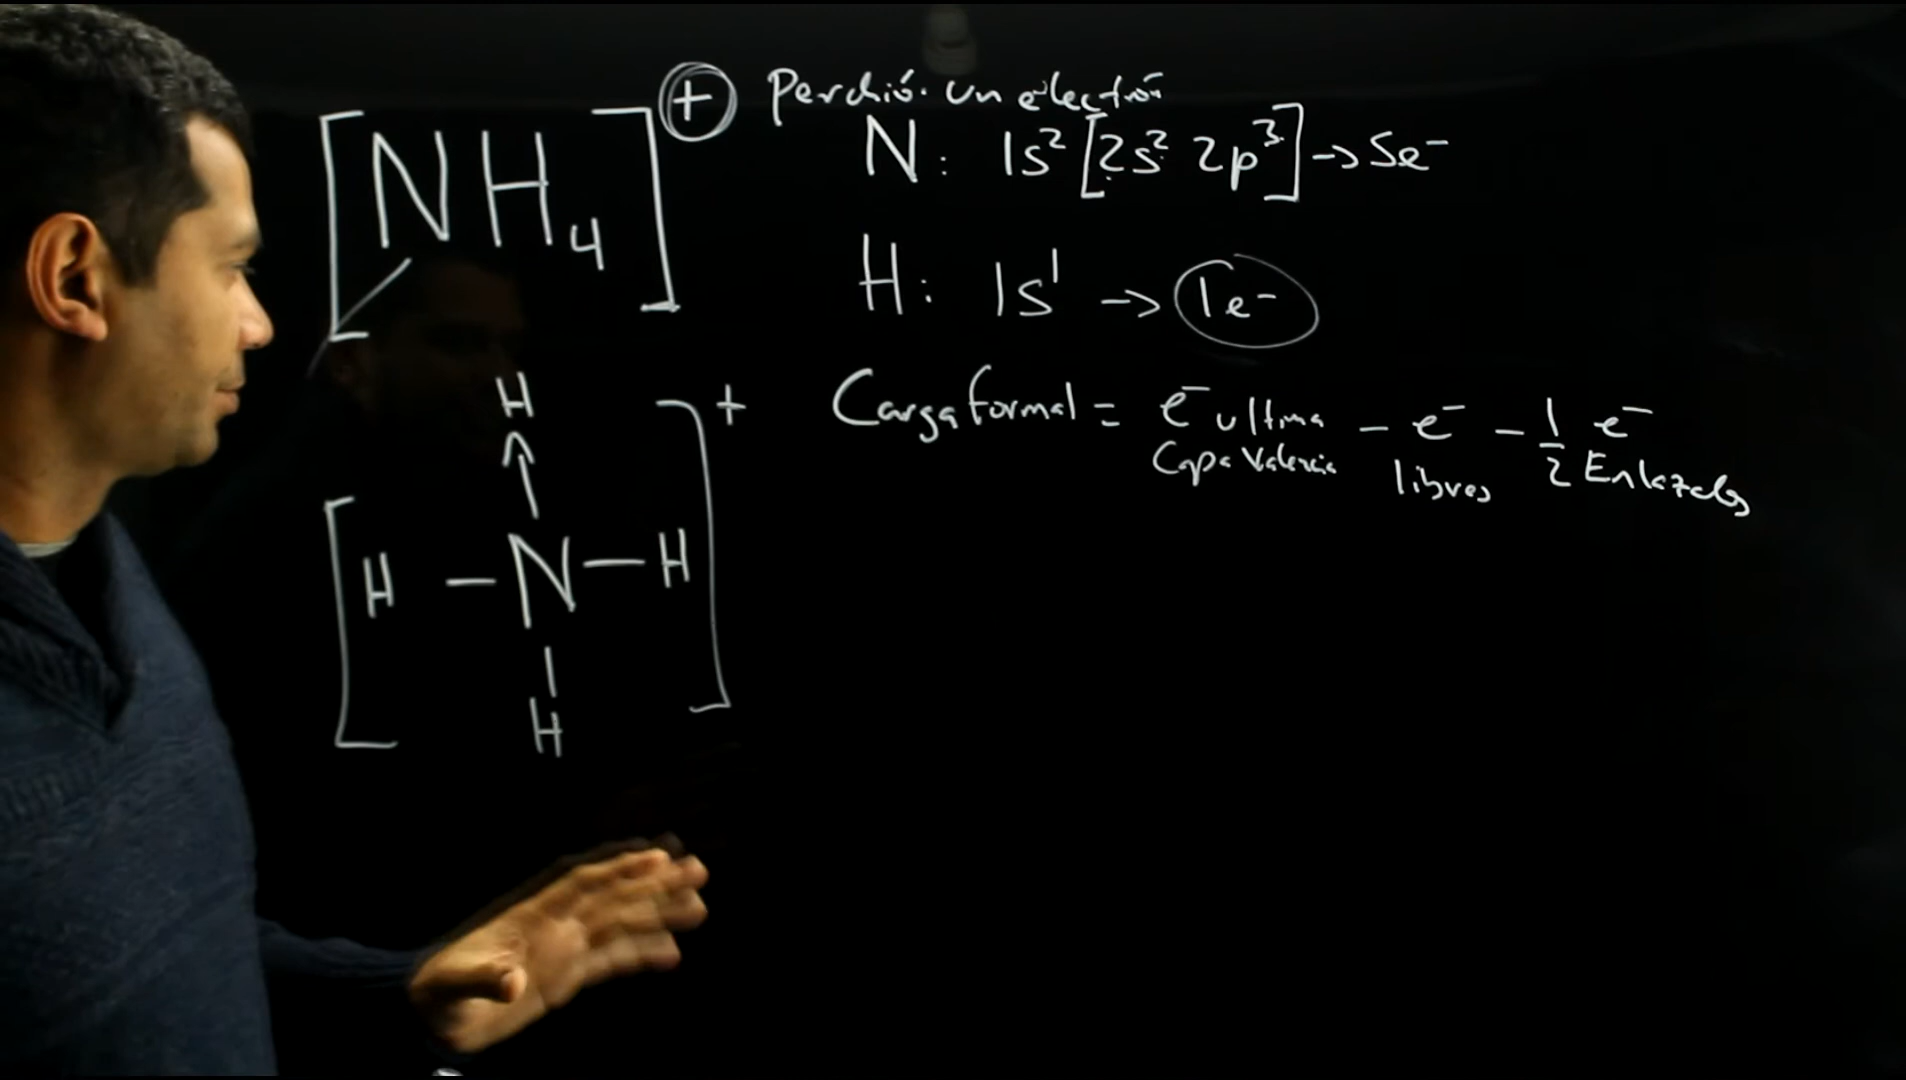 [NH₄]⊕ Perdió un electrón
N: 1s² [2s² 2p³] → 5e⁻
H: 1s¹ → 1e⁻
Carga formal = e⁻ ultima Capa Valencia - e⁻ libres - 1/2 e⁻ Enlazados
H
↑
[H - N - H]⁺
|
H